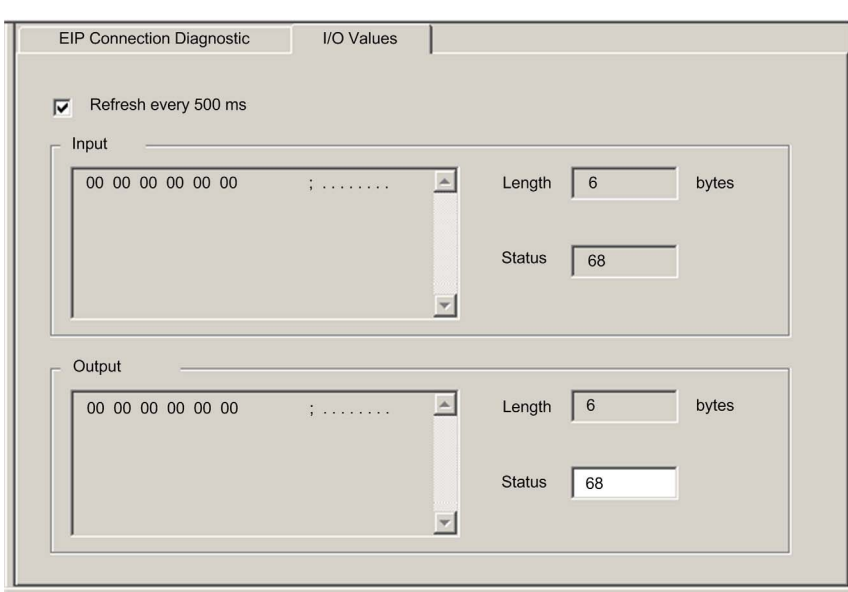 EIP Connection Diagnostic
I/O Values
Refresh every 500 ms
Input
00 00 00 00 00 00 ; . . . . . . . .
Length 6 bytes
Status 68
Output
00 00 00 00 00 00 ; . . . . . . . .
Length 6 bytes
Status 68